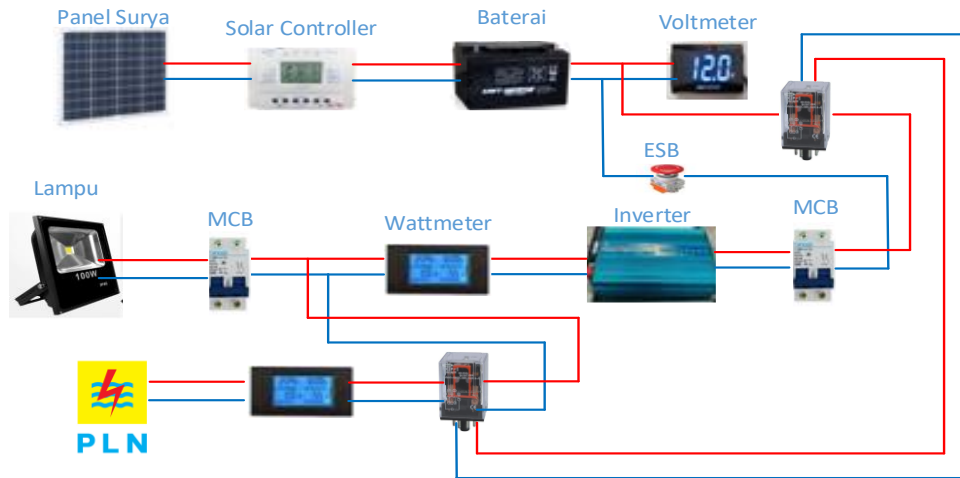 Panel Surya
Solar Controller
Baterai
Voltmeter
12.0
ESB
Lampu
MCB
Wattmeter
Inverter
MCB
100W
PLN